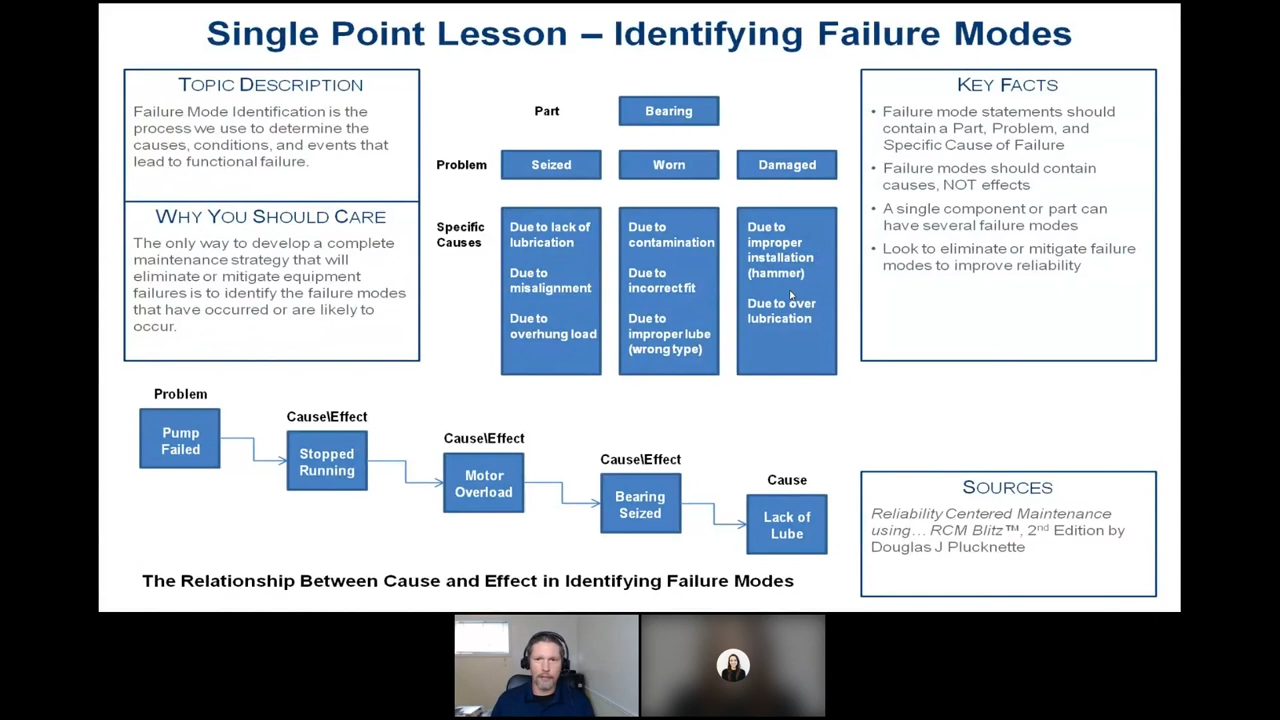 Single Point Lesson – Identifying Failure Modes
TOPIC DESCRIPTION
Failure Mode Identification is the
process we use to determine the
causes, conditions, and events that
lead to functional failure.
WHY YOU SHOULD CARE
The only way to develop a complete
maintenance strategy that will
eliminate or mitigate equipment
failures is to identify the failure modes
that have occurred or are likely to
occur.
Part
Bearing
Problem
Seized
Worn
Damaged
Specific
Causes
Due to lack of
lubrication
Due to
misalignment
Due to
overhung load
Due to
contamination
Due to
incorrect fit
Due to
improper lube
(wrong type)
Due to
improper
installation
(hammer)
Due to over
lubrication
KEY FACTS
• Failure mode statements should
contain a Part, Problem, and
Specific Cause of Failure
• Failure modes should contain
causes, NOT effects
• A single component or part can
have several failure modes
• Look to eliminate or mitigate failure
modes to improve reliability
Problem
Pump
Failed
Cause\Effect
Stopped
Running
Cause\Effect
Motor
Overload
Cause\Effect
Bearing
Seized
Cause
Lack of
Lube
The Relationship Between Cause and Effect in Identifying Failure Modes
SOURCES
Reliability Centered Maintenance
using... RCM Blitz™, 2nd Edition by
Douglas J Plucknette